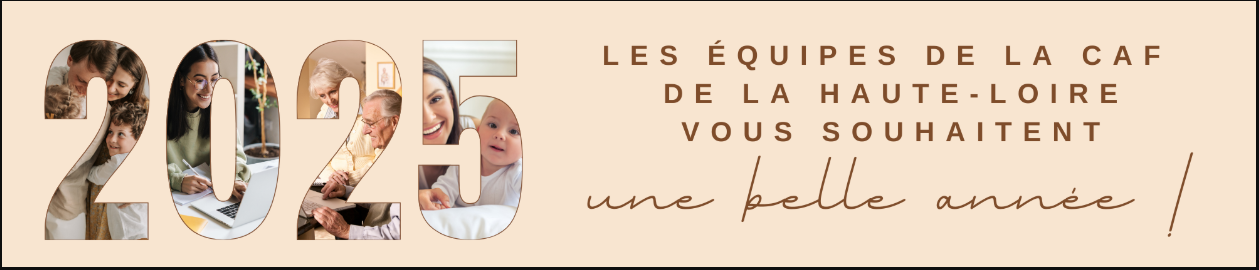 2025
LES ÉQUIPES DE LA CAF
DE LA HAUTE-LOIRE
VOUS SOUHAITENT
une belle année !